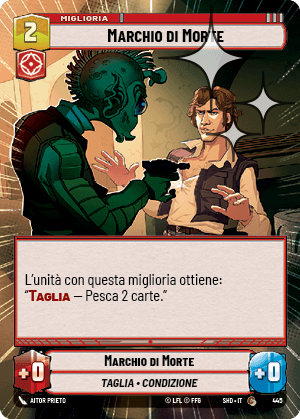 2
MIGLIORIA
MARCHIO DI MORTE
L'unità con questa miglioria ottiene:
"TAGLIA — Pesca 2 carte."
+0
MARCHIO DI MORTE
+0
TAGLIA • CONDIZIONE
AITOR PRIETO
© LFL © FFG
SHD • IT
445